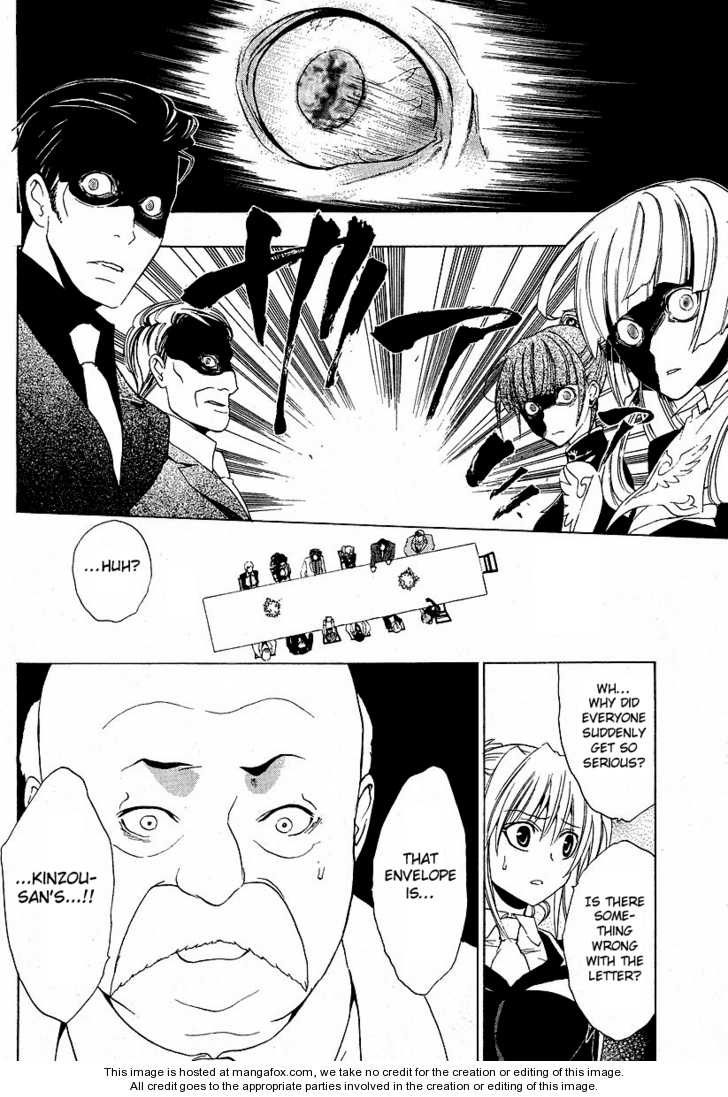 ザ
ザ
ー
...HUH?
WH...
WHY DID
EVERYONE
SUDDENLY
GET SO
SERIOUS?
IS THERE
SOME-
THING
WRONG
WITH THE
LETTER?
THAT
ENVELOPE
IS...
...KINZOU-
SAN'S...!!
This image is hosted at mangafox.com, we take no credit for the creation or editing of this image.
All credit goes to the appropriate parties involved in the creation or editing of this image.